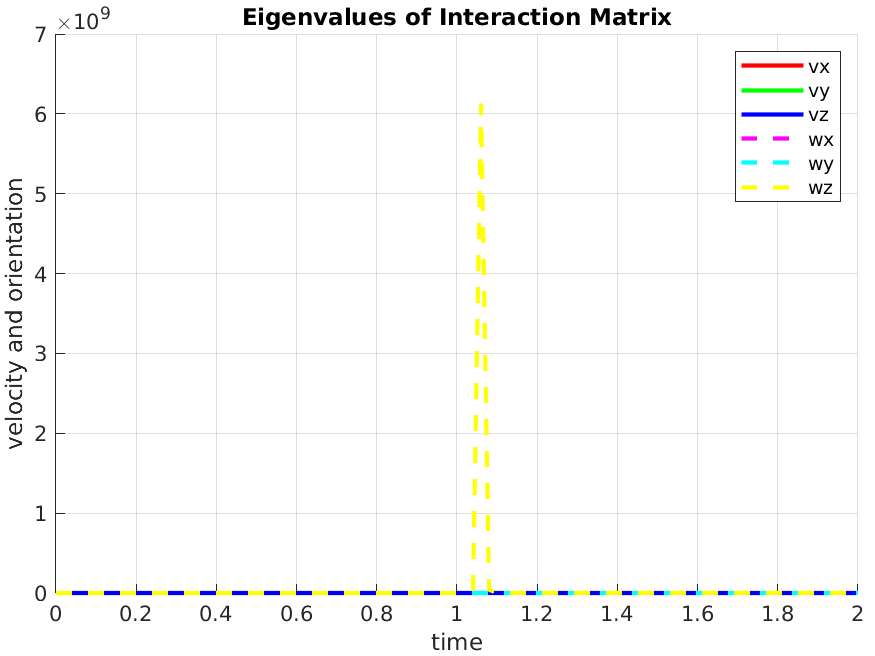 Eigenvalues of Interaction Matrix
×10⁹
7
6
5
4
3
2
1
0
velocity and orientation
0 0.2 0.4 0.6 0.8 1 1.2 1.4 1.6 1.8 2
time
vx
vy
vz
wx
wy
wz